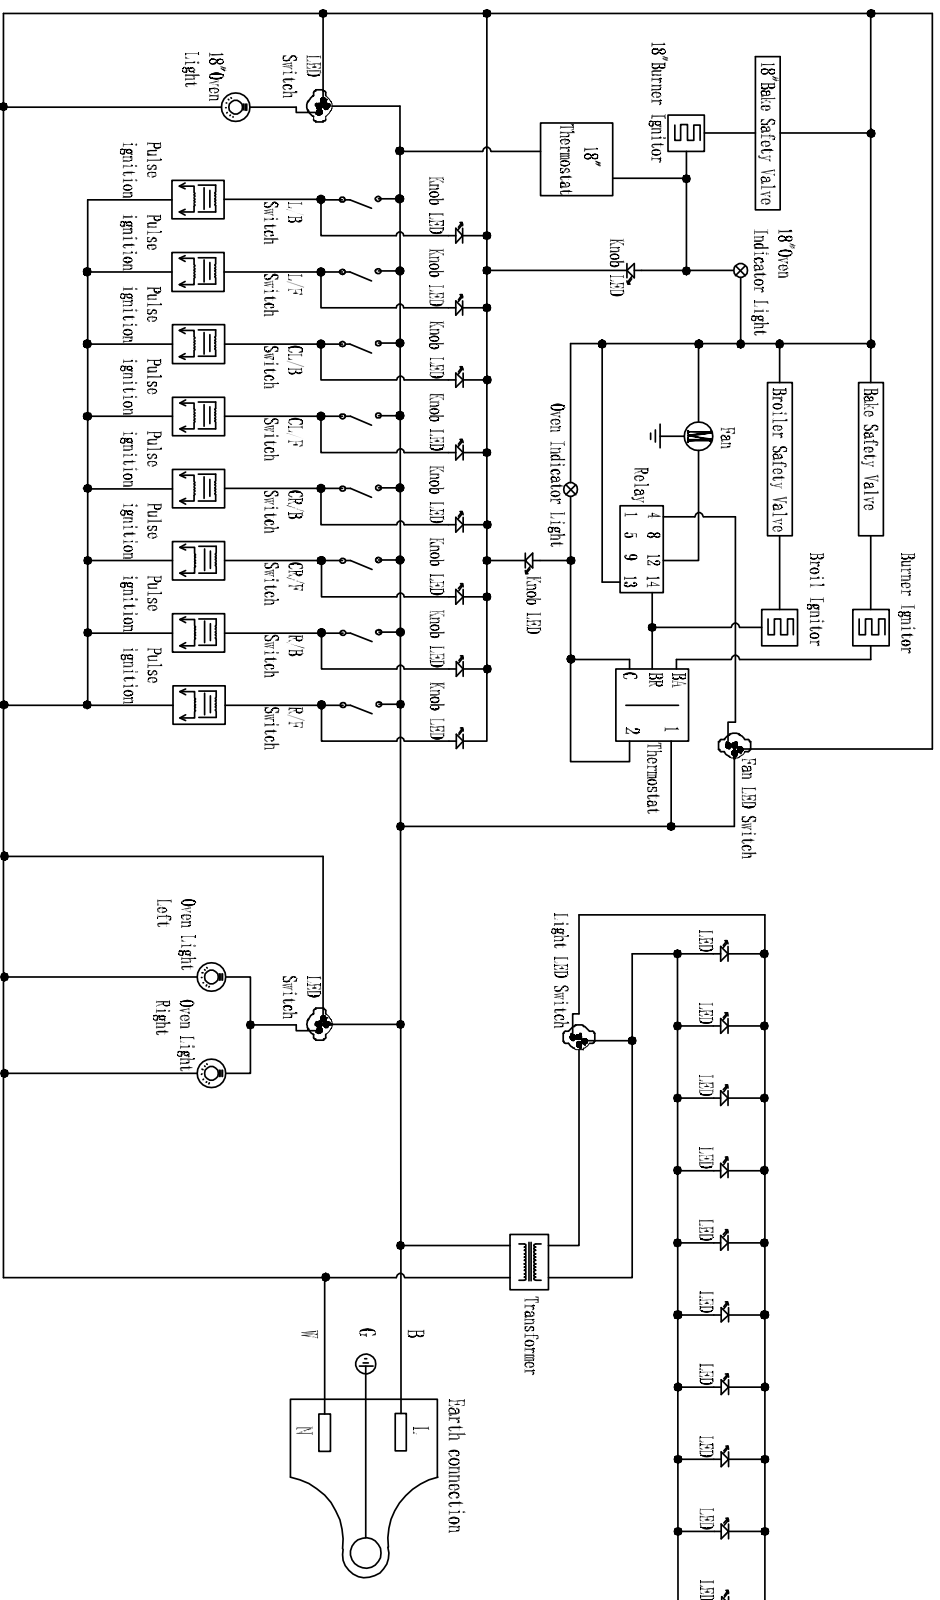 18"Bake Safety Valve
18"Burner Ignitor
18"
Thermostat
LED
Switch
18"Oven
Light
18"Oven
Indicator Light
Knob LED
Knob LED
Knob LED
Knob LED
Knob LED
Knob LED
Knob LED
Knob LED
Knob LED
L/B
Switch
L/F
Switch
CL/B
Switch
CL/F
Switch
CR/B
Switch
CR/F
Switch
R/B
Switch
R/F
Switch
Pulse
ignition
Pulse
ignition
Pulse
ignition
Pulse
ignition
Pulse
ignition
Pulse
ignition
Pulse
ignition
Pulse
ignition
Bake Safety Valve
Broiler Safety Valve
Burner Ignitor
Broil Ignitor
Fan
M
Relay
4 8 12 14
1 5 9 13
Oven Indicator Light
Knob LED
BA 1
BR
C 2
Thermostat
Fan LED Switch
LED
LED
LED
LED
LED
LED
LED
LED
LED
LED
Light LED Switch
LED
Switch
Oven Light
Left
Oven Light
Right
Transformer
B
G
W
Earth connection
L
N